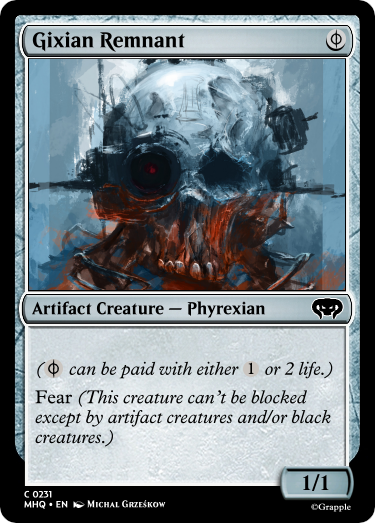 Gixian Remnant
Artifact Creature — Phyrexian
(Φ can be paid with either 1 or 2 life.)
Fear (This creature can't be blocked
except by artifact creatures and/or black
creatures.)
1/1
C 0231
MHQ • EN Michal Grześkow
©Grapple